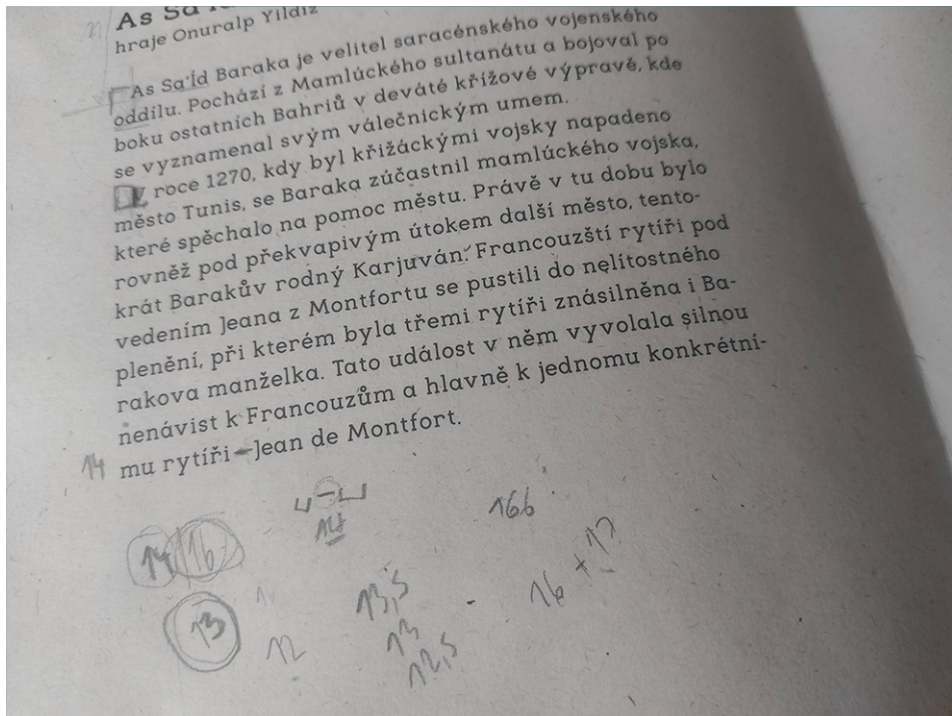 21
As Sa
hraje Onuralp Yildiz
As Sa'Íd Baraka je velitel saracénského vojenského
oddílu. Pochází z Mamlúckého sultanátu a bojoval po
boku ostatních Bahriů v deváté křížové výpravě, kde
se vyznamenal svým válečnickým umem.
V roce 1270, kdy byl křižáckými vojsky napadeno
město Tunis, se Baraka zúčastnil mamlúckého vojska,
které spěchalo na pomoc městu. Právě v tu dobu bylo
rovněž pod překvapivým útokem další město, tento-
krát Barakův rodný Karjuván. Francouzští rytíři pod
vedením Jeana z Montfortu se pustili do nelítostného
plenění, při kterém byla třemi rytíři znásilněna i Ba-
rakova manželka. Tato událost v něm vyvolala silnou
nenávist k Francouzům a hlavně k jednomu konkrétní-
14 mu rytíři – Jean de Montfort.
14
166
14 16
13,5 16 + 17
13 12 13
12,5